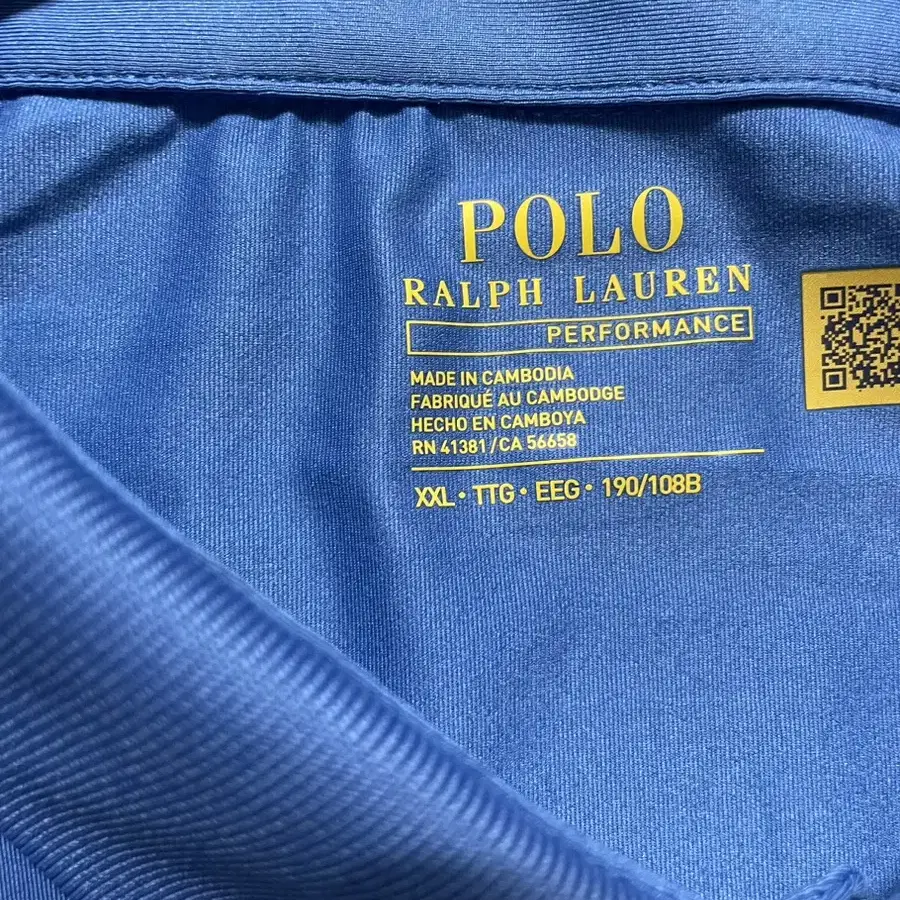 POLO
RALPH LAUREN
PERFORMANCE
MADE IN CAMBODIA
FABRIQUÉ AU CAMBODGE
HECHO EN CAMBOYA
RN 41381/CA 56658
XXL • TTG • EEG • 190/108B